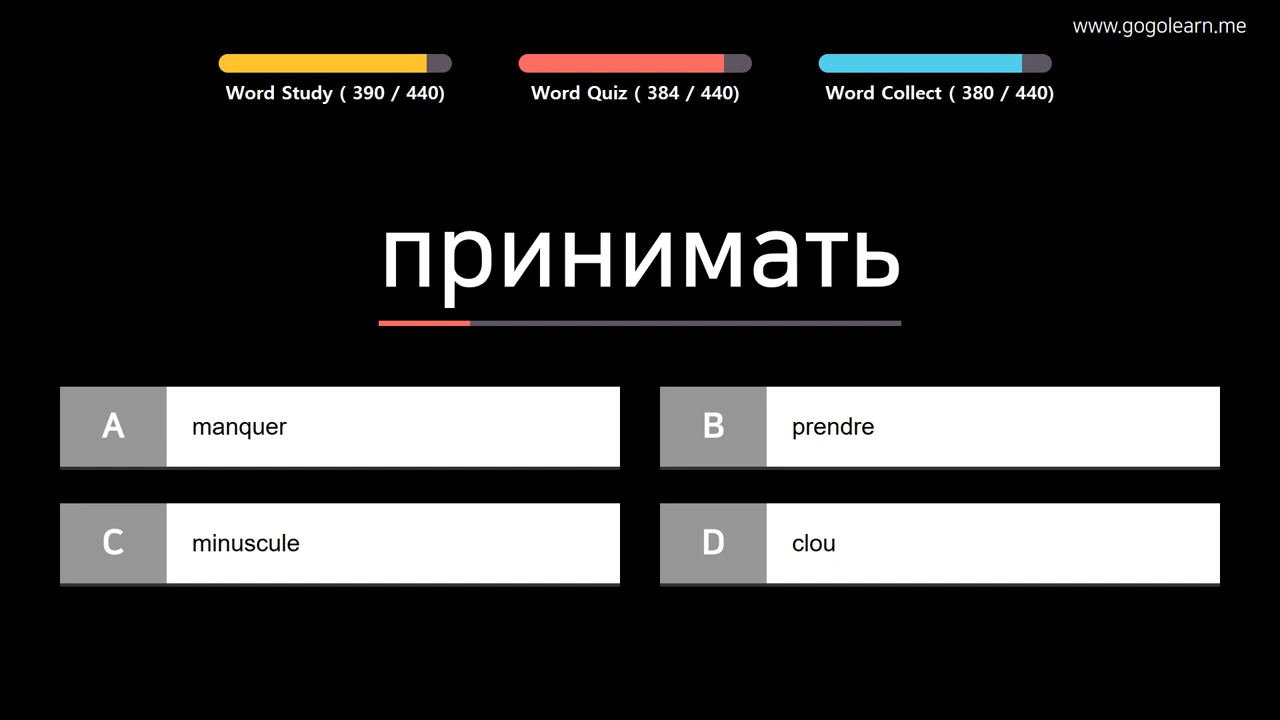 www.gogolearn.me
Word Study ( 390 / 440)
Word Quiz ( 384 / 440)
Word Collect ( 380 / 440)
принимать
A manquer
B prendre
C minuscule
D clou